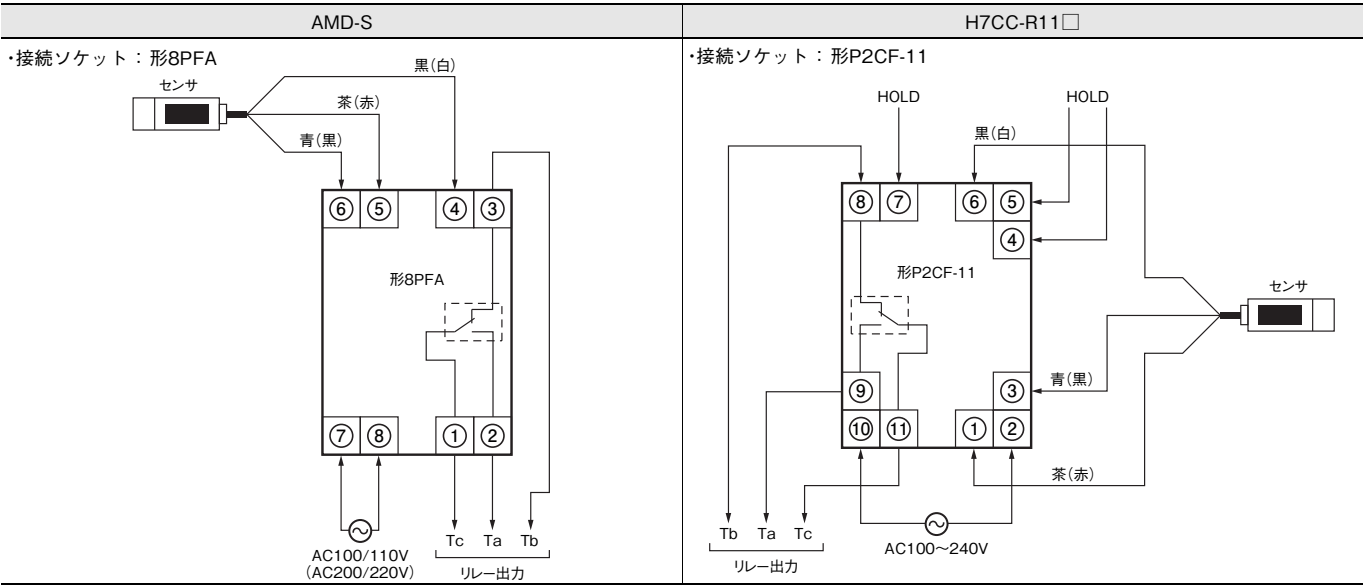 AMD-S
H7CC-R11□
・接続ソケット：形8PFA
センサ
黒(白)
茶(赤)
青(黒)
⑥ ⑤ ④ ③
形8PFA
⑦ ⑧ ① ②
Tc Ta Tb
AC100/110V
(AC200/220V)
リレー出力
・接続ソケット：形P2CF-11
HOLD HOLD
黒(白)
⑧ ⑦ ⑥ ⑤
④
形P2CF-11
センサ
青(黒)
⑨ ③
⑩ ⑪ ① ②
茶(赤)
Tb Ta Tc
AC100～240V
リレー出力